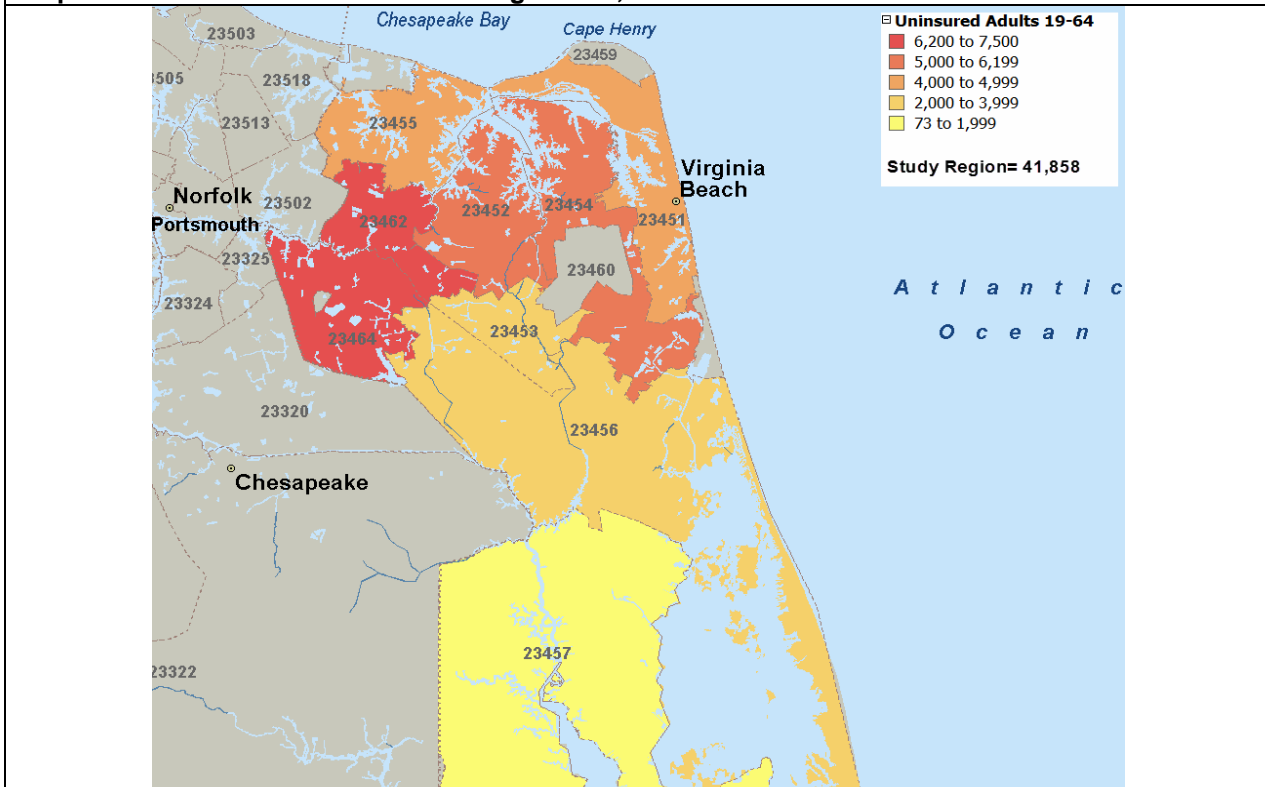 Chesapeake Bay
Cape Henry
23503
23459
23518
23513
23455
Virginia
Beach
Norfolk
Portsmouth
23502
23462
23452
23454
23451
23325
23460
23324
23464
23453
23320
23456
Chesapeake
23457
23322
Atlantic
Ocean
Uninsured Adults 19-64
6,200 to 7,500
5,000 to 6,199
4,000 to 4,999
2,000 to 3,999
73 to 1,999
Study Region= 41,858